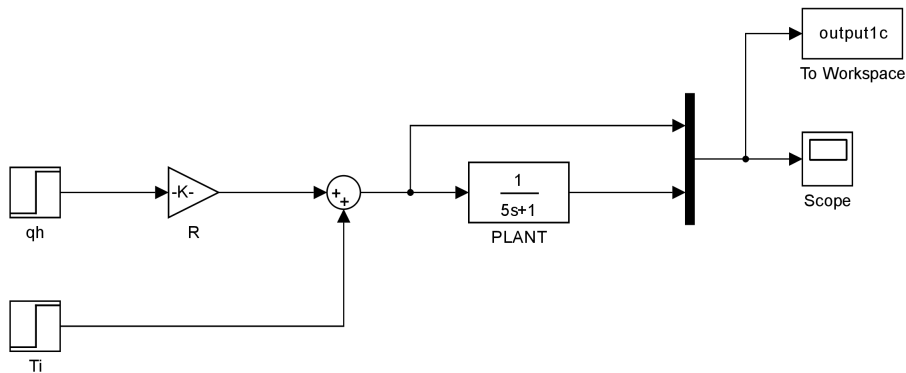 output1c
To Workspace
Scope
qh
-K-
R
+
+
1
5s+1
PLANT
Ti